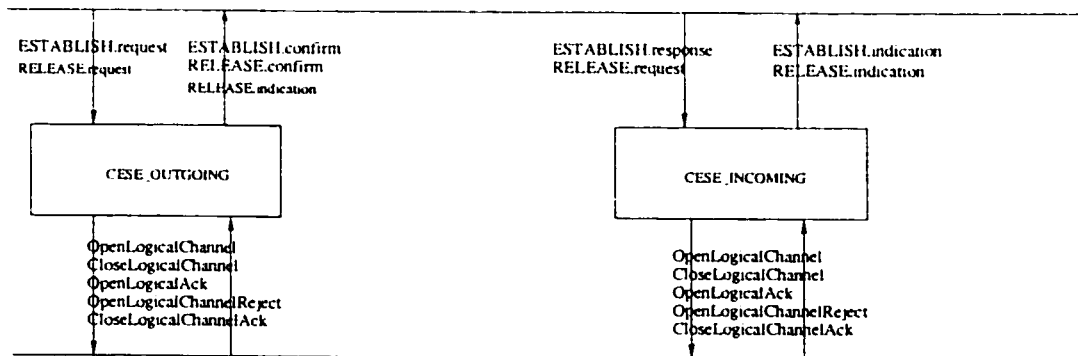 ESTABLISH.request
RELEASE.request
ESTABLISH.confirm
RELEASE.confirm
RELEASE.indication
ESTABLISH.response
RELEASE.request
ESTABLISH.indication
RELEASE.indication
CESE_OUTGOING
CESE_INCOMING
OpenLogicalChannel
CloseLogicalChannel
OpenLogicalAck
OpenLogicalChannelReject
CloseLogicalChannelAck
OpenLogicalChannel
CloseLogicalChannel
OpenLogicalAck
OpenLogicalChannelReject
CloseLogicalChannelAck